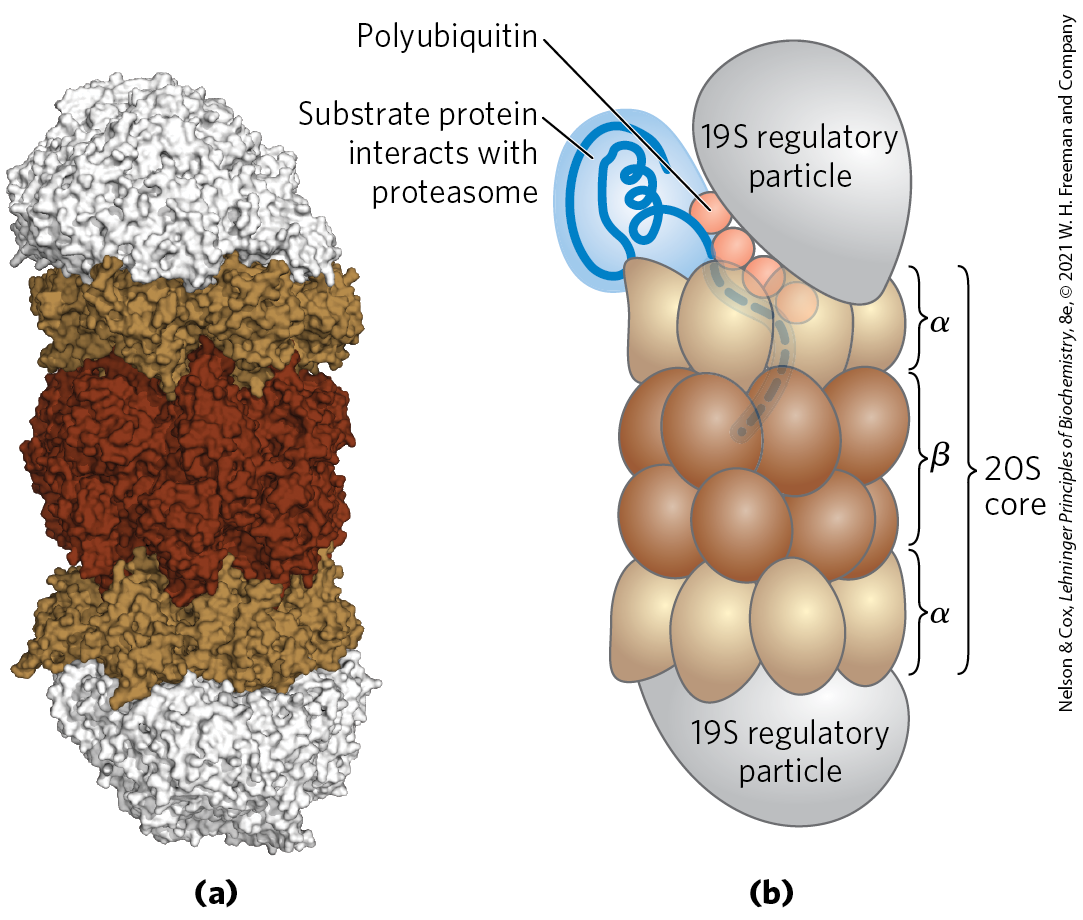 Polyubiquitin
Substrate protein
interacts with
proteasome
19S regulatory
particle
α
β
α
20S
core
19S regulatory
particle
(a)
(b)
Nelson & Cox, Lehninger Principles of Biochemistry, 8e, © 2021 W. H. Freeman and Company